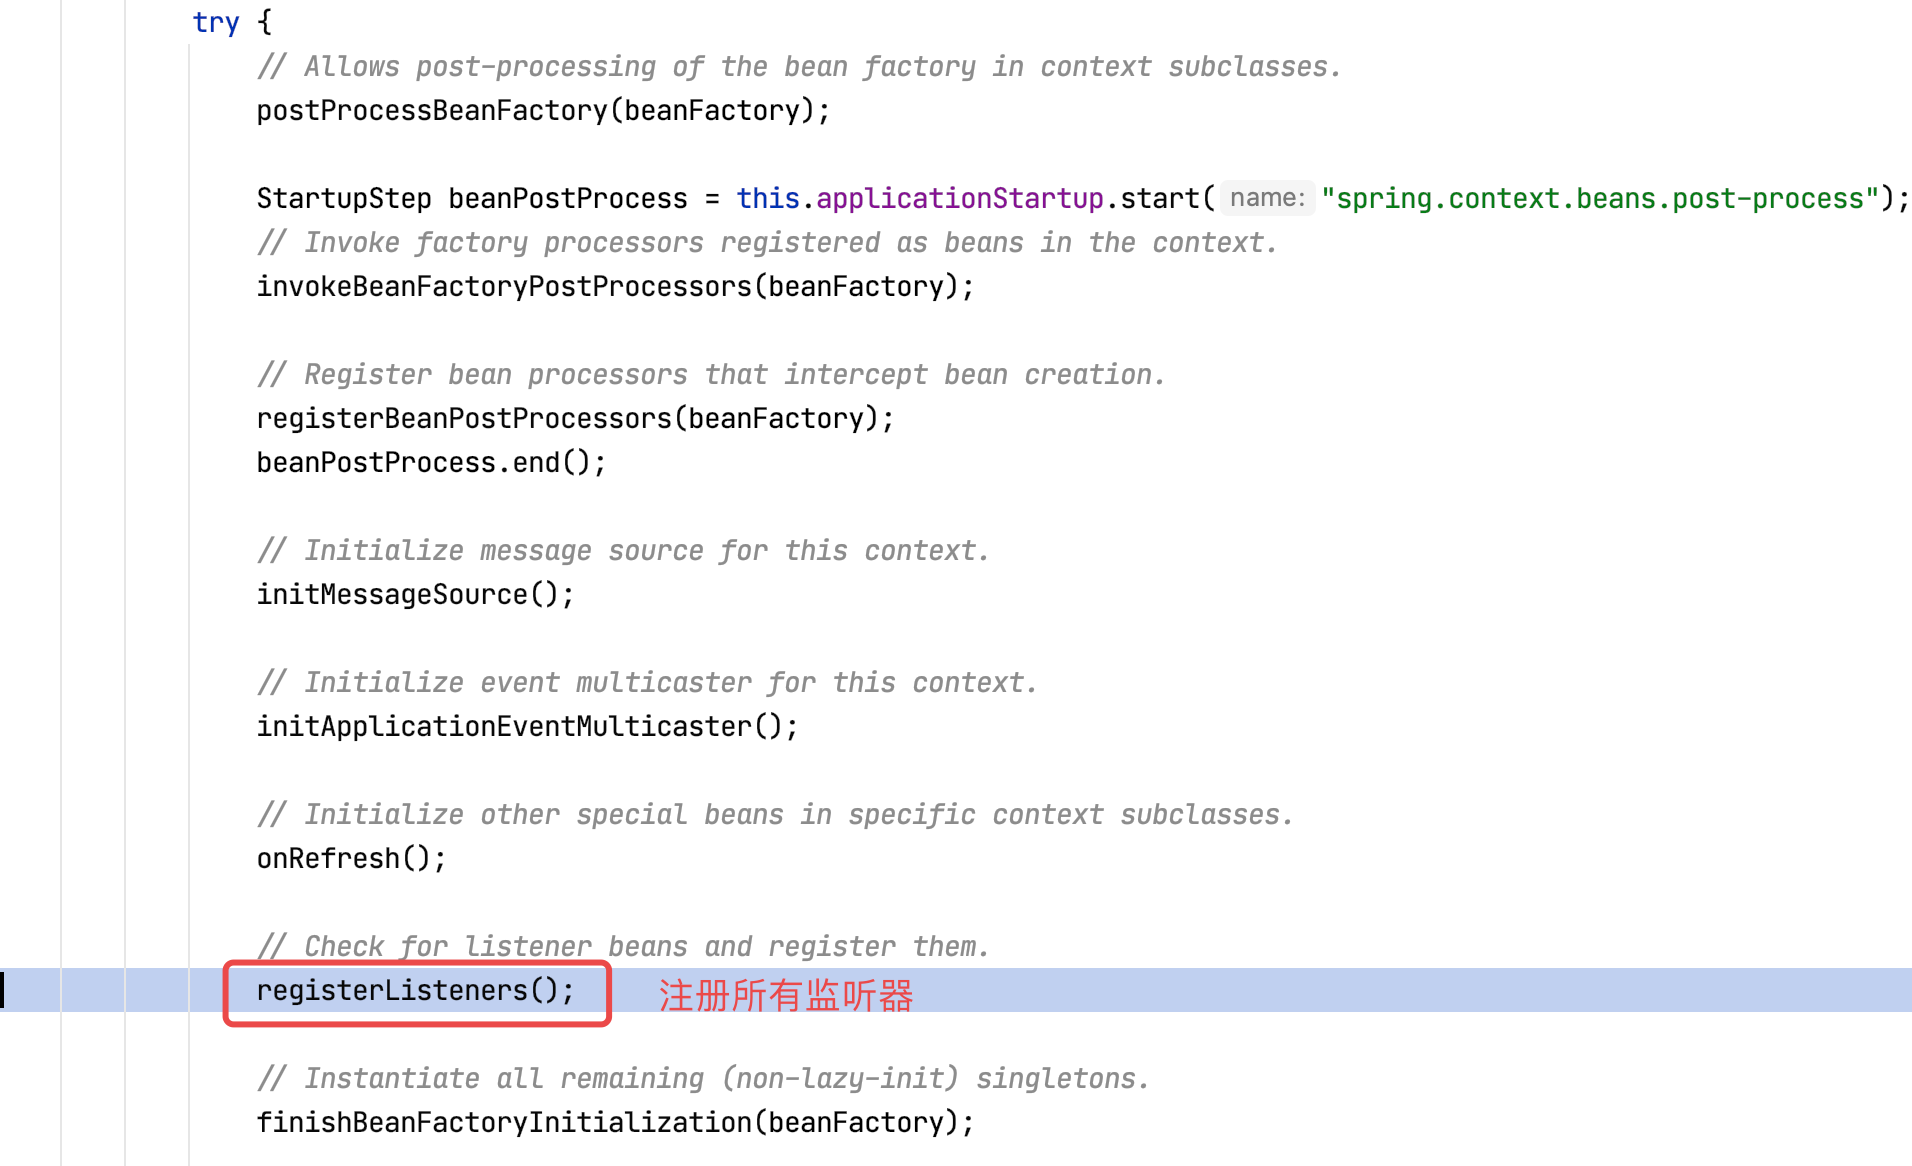 try {
// Allows post-processing of the bean factory in context subclasses.
postProcessBeanFactory(beanFactory);
StartupStep beanPostProcess = this.applicationStartup.start( name: "spring.context.beans.post-process");
// Invoke factory processors registered as beans in the context.
invokeBeanFactoryPostProcessors(beanFactory);
// Register bean processors that intercept bean creation.
registerBeanPostProcessors(beanFactory);
beanPostProcess.end();
// Initialize message source for this context.
initMessageSource();
// Initialize event multicaster for this context.
initApplicationEventMulticaster();
// Initialize other special beans in specific context subclasses.
onRefresh();
// Check for listener beans and register them.
registerListeners(); 注册所有监听器
// Instantiate all remaining (non-lazy-init) singletons.
finishBeanFactoryInitialization(beanFactory);